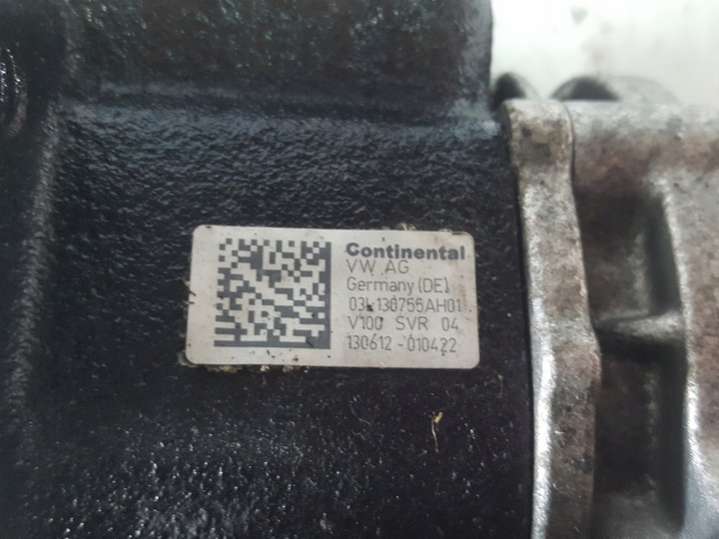 Continental
VW AG
Germany (DE)
03L130755AH01
V100 SVR 04
130612-010422